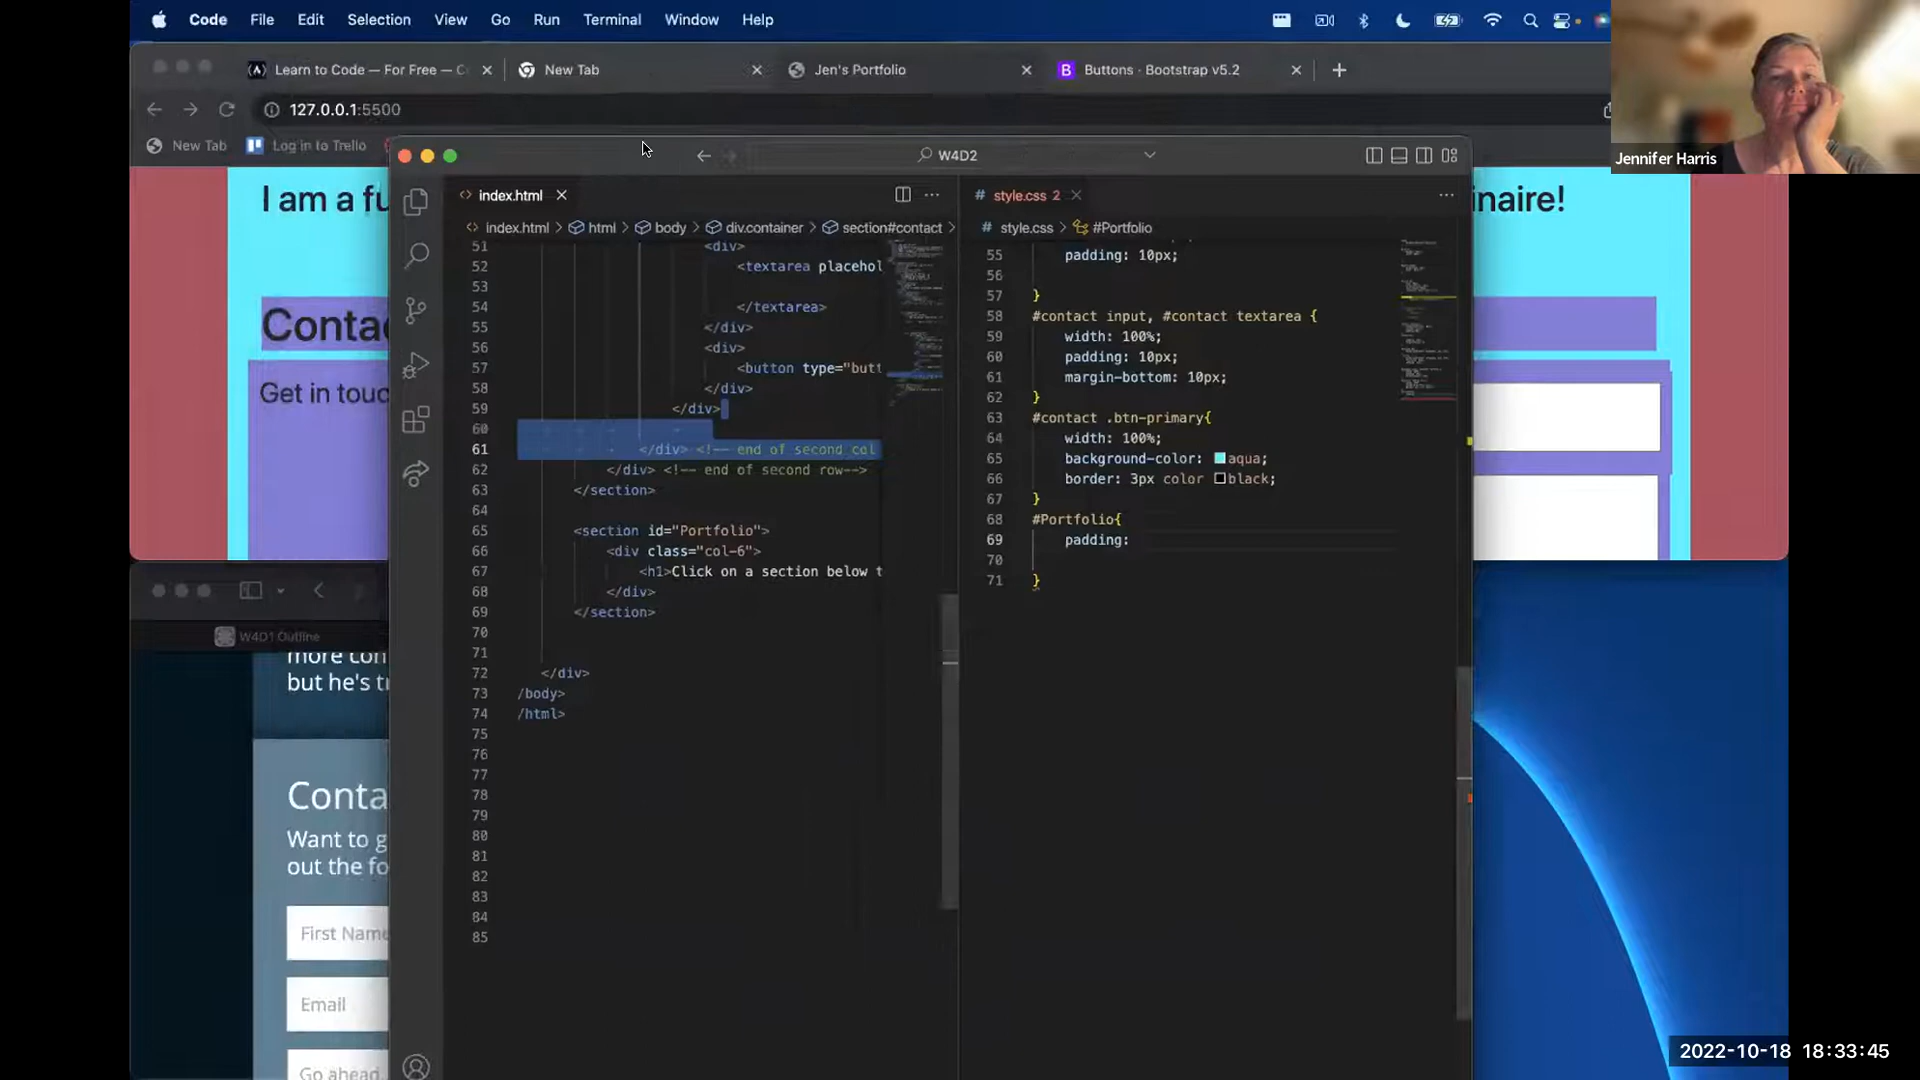 Code File Edit Selection View Go Run Terminal Window Help
Learn to Code — For Free — C
New Tab
Jen's Portfolio
Buttons · Bootstrap v5.2
127.0.0.1:5500
New Tab
Log in to Trello
Jennifer Harris
W4D2
I am a fu
inaire!
Contac
Get in touc
index.html
index.html > html > body > div.container > section#contact >
51 <div>
52 <textarea placehol
53
54 </textarea>
55 </div>
56 <div>
57 <button type="butt
58 </div>
59 </div>
60
61 </div> <!-- end of second col
62 </div> <!-- end of second row-->
63 </section>
64
65 <section id="Portfolio">
66 <div class="col-6">
67 <h1>Click on a section below t
68 </div>
69 </section>
70
71
72 </div>
73 /body>
74 /html>
75
76
77
78
79
80
81
82
83
84
85
# style.css 2
# style.css > #Portfolio
55 padding: 10px;
56
57 }
58 #contact input, #contact textarea {
59 width: 100%;
60 padding: 10px;
61 margin-bottom: 10px;
62 }
63 #contact .btn-primary{
64 width: 100%;
65 background-color: aqua;
66 border: 3px color black;
67 }
68 #Portfolio{
69 padding:
70
71 }
W4D1 Outline
more con
but he's tr
Conta
Want to g
out the fo
First Name
Email
Go ahead
2022-10-18 18:33:45